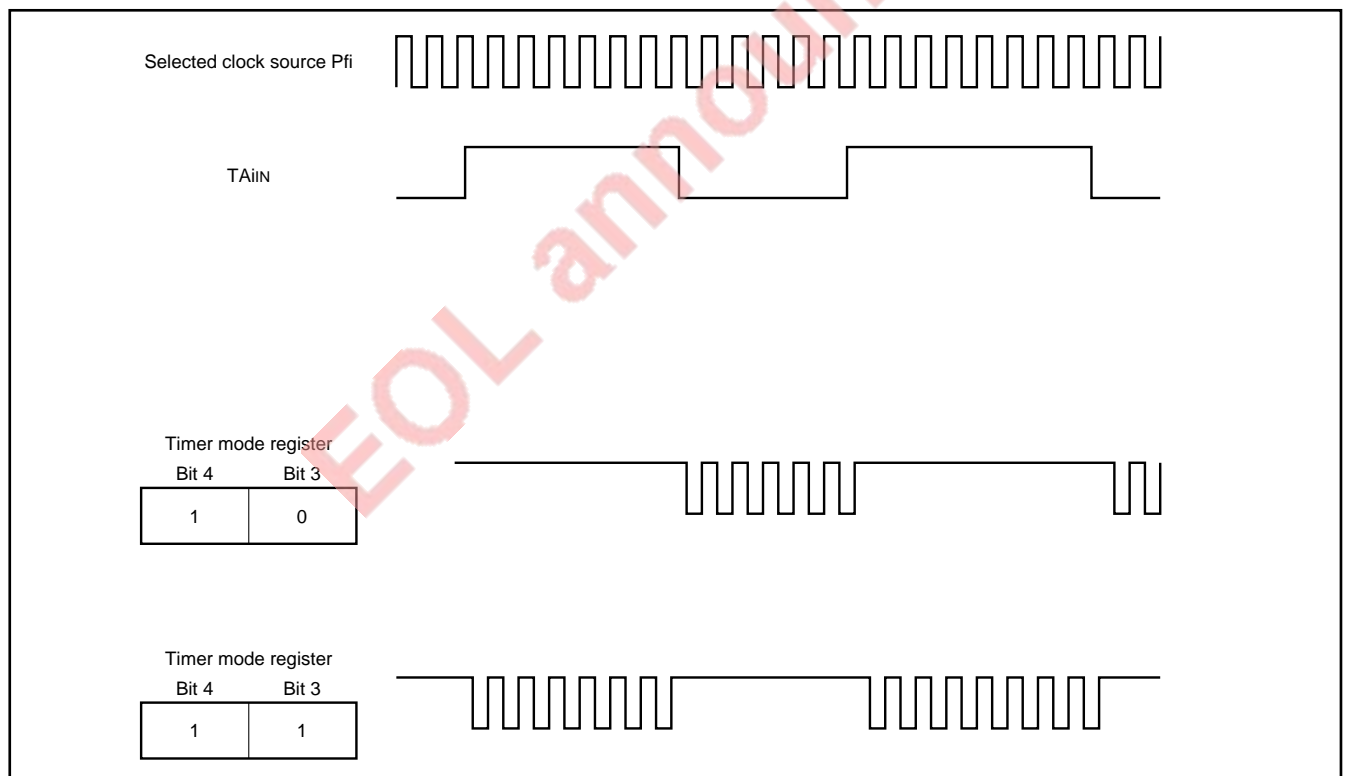 Selected clock source Pfi
TAiIN
Timer mode register
Bit 4 Bit 3
1 0
Timer mode register
Bit 4 Bit 3
1 1
EOL announ